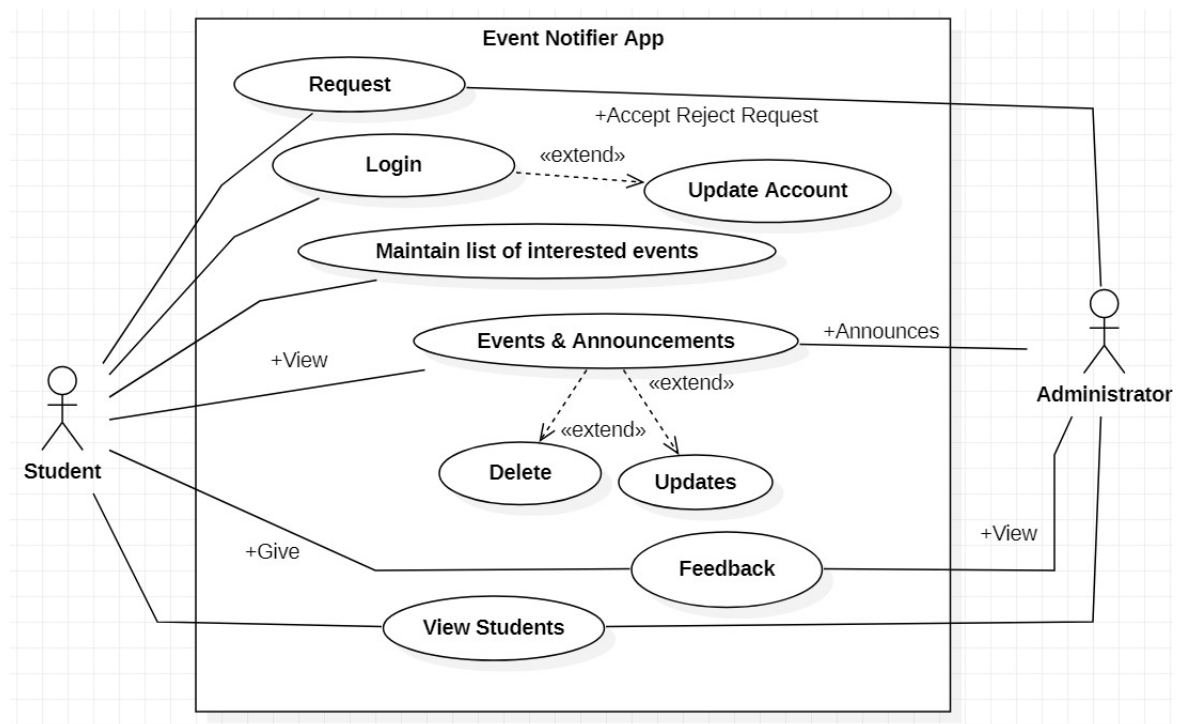 Event Notifier App
Request
+Accept Reject Request
Login
«extend»
Update Account
Maintain list of interested events
Events & Announcements
+Announces
+View
«extend»
«extend»
Administrator
Student
Delete
Updates
+View
+Give
Feedback
View Students